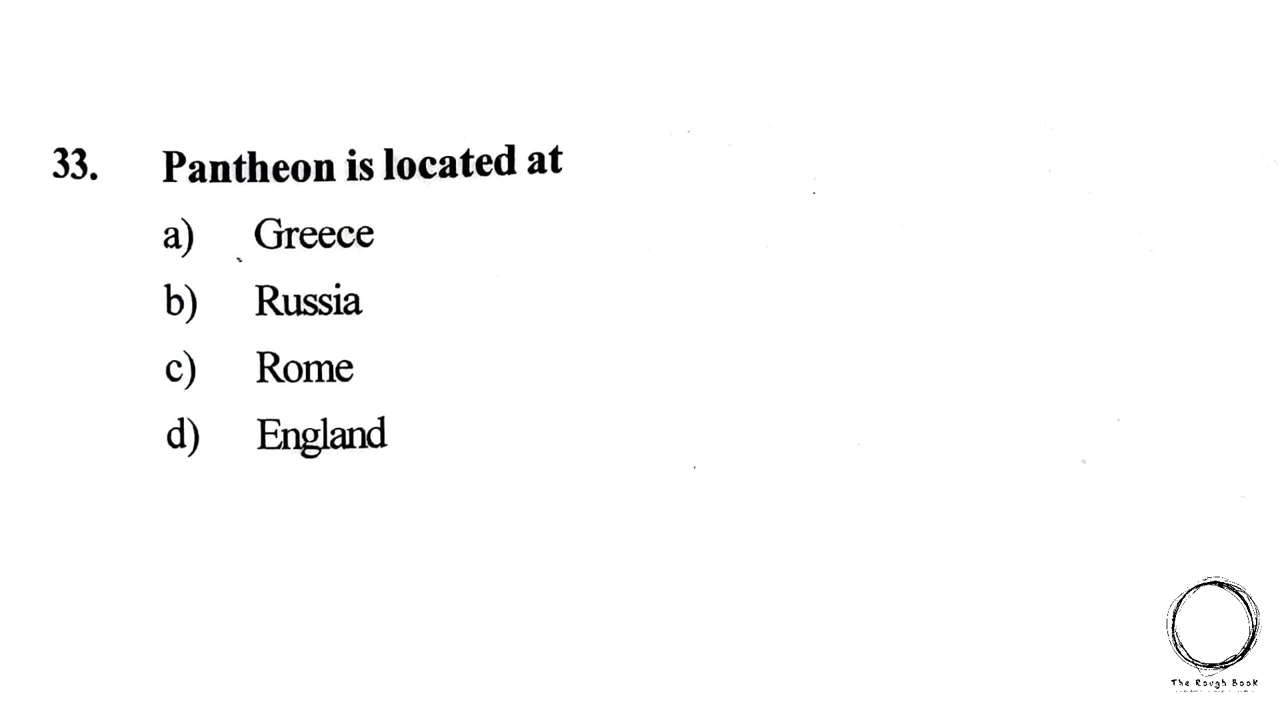 33. Pantheon is located at
a) Greece
b) Russia
c) Rome
d) England
The Rough Book